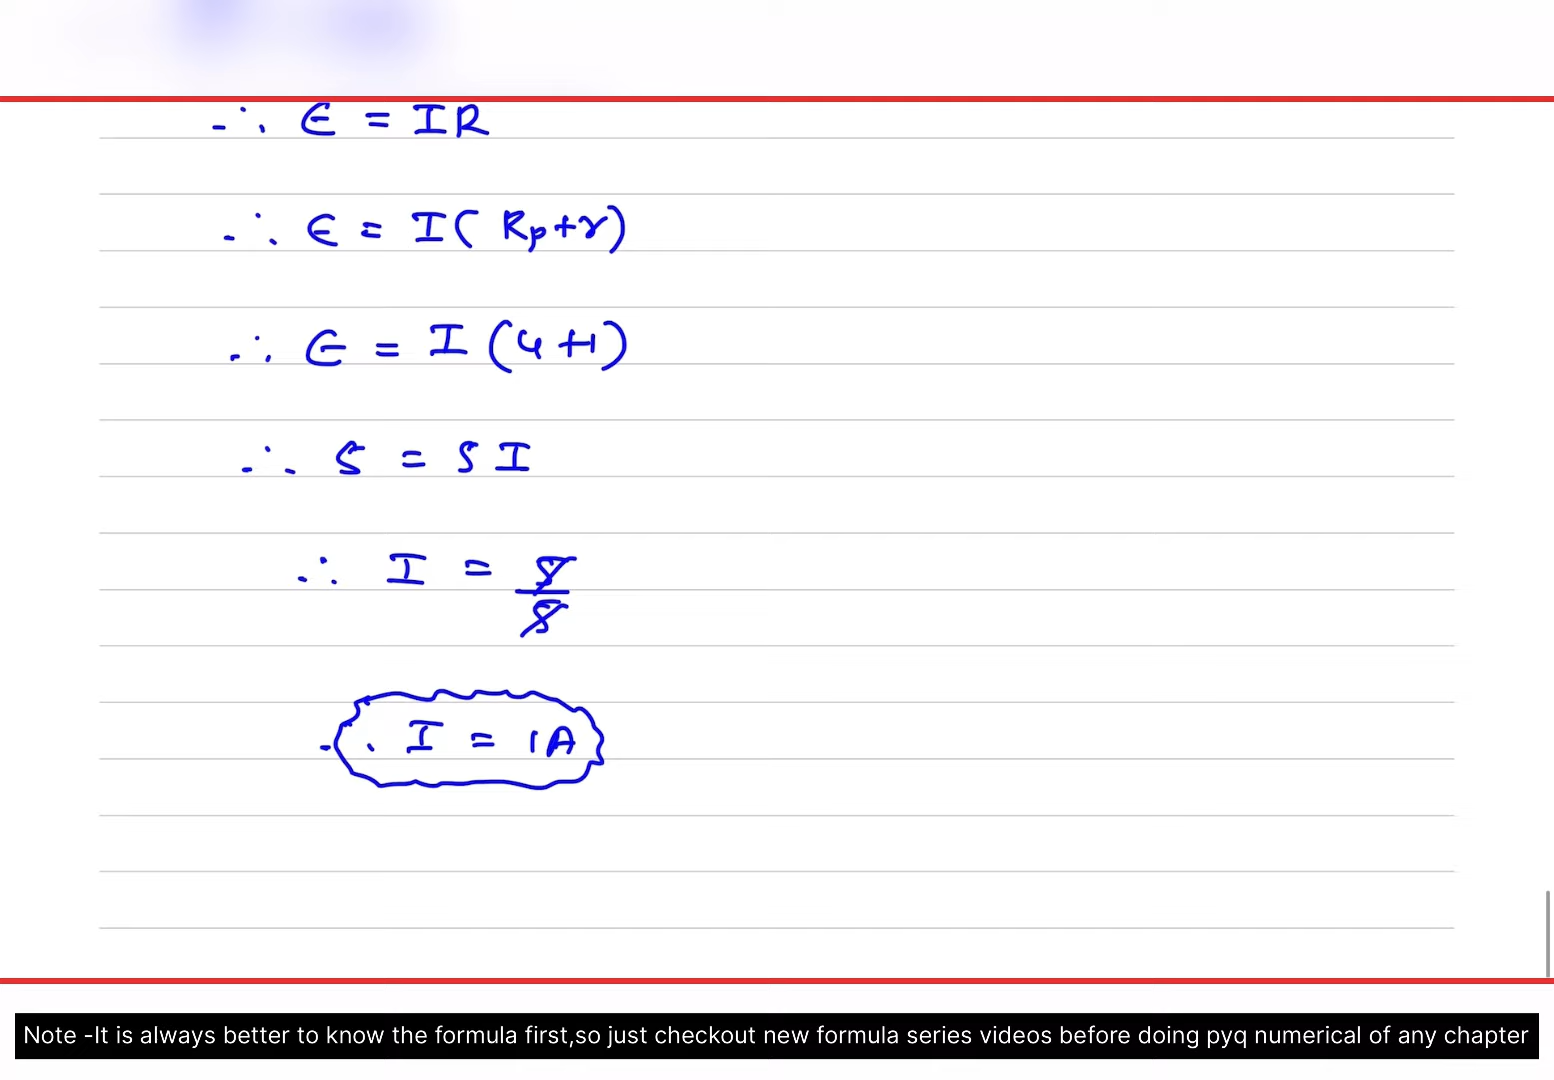 ∴ ε = IR
∴ ε = I( Rp+r)
∴ ε = I (4+1)
∴ 5 = 5 I
∴ I = 5/5
∴ I = 1A
Note -It is always better to know the formula first,so just checkout new formula series videos before doing pyq numerical of any chapter